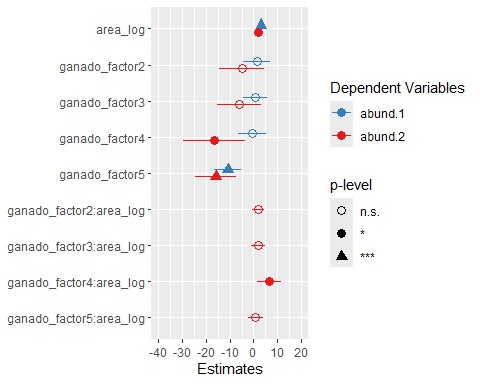 area_log
ganado_factor2
ganado_factor3
ganado_factor4
ganado_factor5
ganado_factor2:area_log
ganado_factor3:area_log
ganado_factor4:area_log
ganado_factor5:area_log
-40 -30 -20 -10 0 10 20
Estimates
Dependent Variables
abund.1
abund.2
p-level
n.s.
*
***